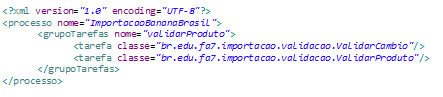 <?xml version="1.0" encoding="UTF-8"?>
<processo nome="ImportacaoBananaBrasil">
<grupoTarefas nome="validarProduto">
<tarefa classe="br.edu.fa7.importacao.validacao.ValidarCambio"/>
<tarefa classe="br.edu.fa7.importacao.validacao.ValidarProduto"/>
</grupoTarefas>
</processo>